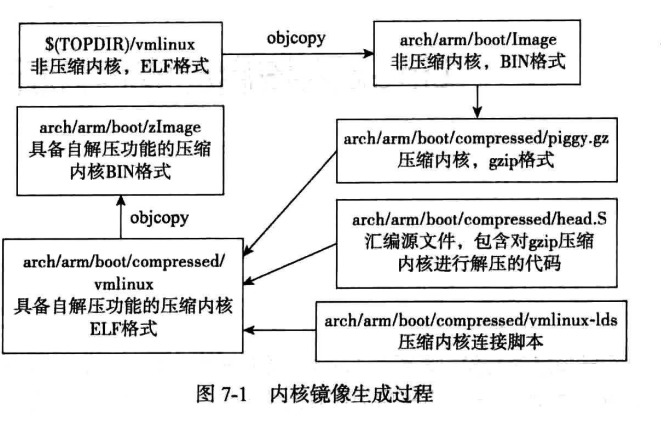 $(TOPDIR)/vmlinux
非压缩内核，ELF格式
objcopy
arch/arm/boot/Image
非压缩内核，BIN格式
arch/arm/boot/zImage
具备自解压功能的压缩
内核BIN格式
arch/arm/boot/compressed/piggy.gz
压缩内核，gzip格式
objcopy
arch/arm/boot/compressed/head.S
汇编源文件，包含对gzip压缩
内核进行解压的代码
arch/arm/boot/compressed/
vmlinux
具备自解压功能的压缩内核
ELF格式
arch/arm/boot/compressed/vmlinux-lds
压缩内核连接脚本
图 7-1 内核镜像生成过程